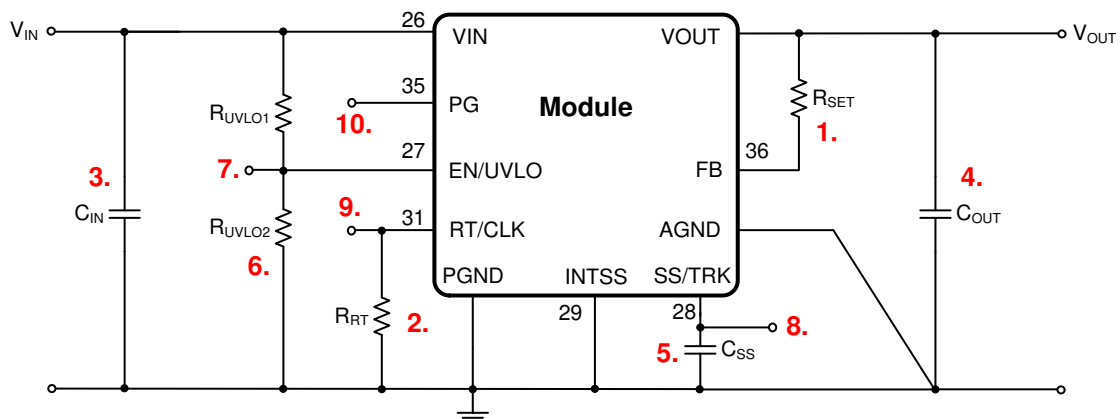 VIN
26
VIN
VOUT
VOUT
35
PG
10.
Module
RUVLO1
RSET
1.
27
EN/UVLO
7.
36
FB
3.
CIN
4.
COUT
9.
31
RT/CLK
AGND
RUVLO2
6.
PGND
INTSS
SS/TRK
29
28
RRT
2.
8.
5.
CSS